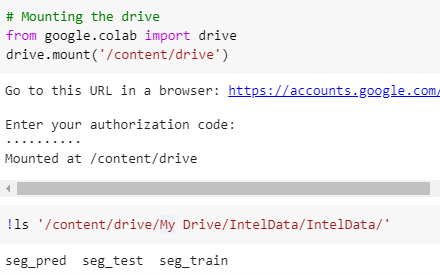 # Mounting the drive
from google.colab import drive
drive.mount('/content/drive')
Go to this URL in a browser: https://accounts.google.com/
Enter your authorization code:
··········
Mounted at /content/drive
!ls '/content/drive/My Drive/IntelData/IntelData/'
seg_pred  seg_test  seg_train